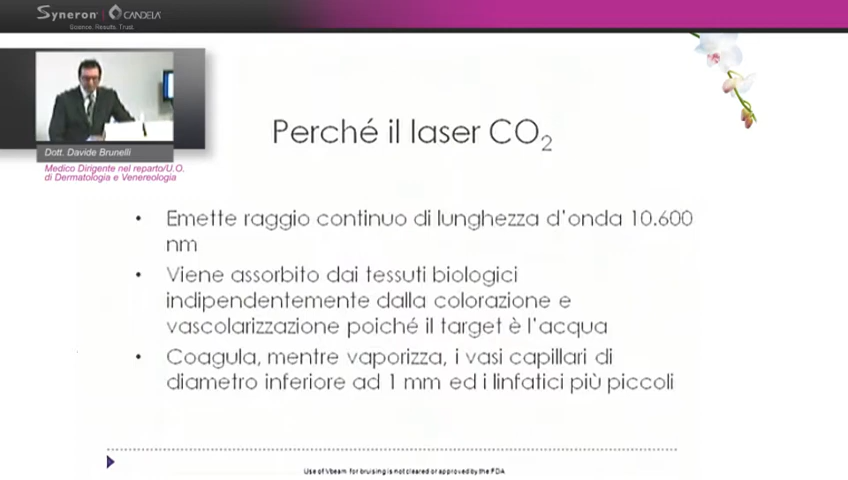 Syneron CANDELA
Science. Results. Trust.
Dott. Davide Brunelli
Medico Dirigente nel reparto/U.O.
di Dermatologia e Venereologia
Perché il laser CO₂
• Emette raggio continuo di lunghezza d'onda 10.600
nm
• Viene assorbito dai tessuti biologici
indipendentemente dalla colorazione e
vascolarizzazione poiché il target è l'acqua
• Coagula, mentre vaporizza, i vasi capillari di
diametro inferiore ad 1 mm ed i linfatici più piccoli
Use of Vbeam for bruising is not cleared or approved by the FDA